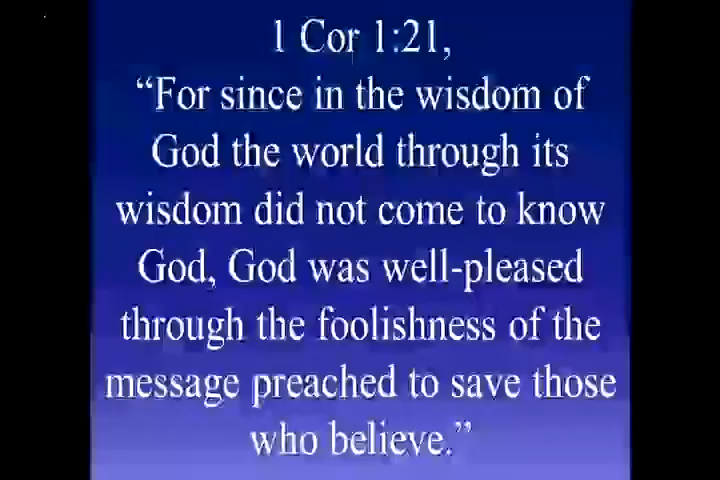 1 Cor 1:21,
“For since in the wisdom of
God the world through its
wisdom did not come to know
God, God was well-pleased
through the foolishness of the
message preached to save those
who believe.”